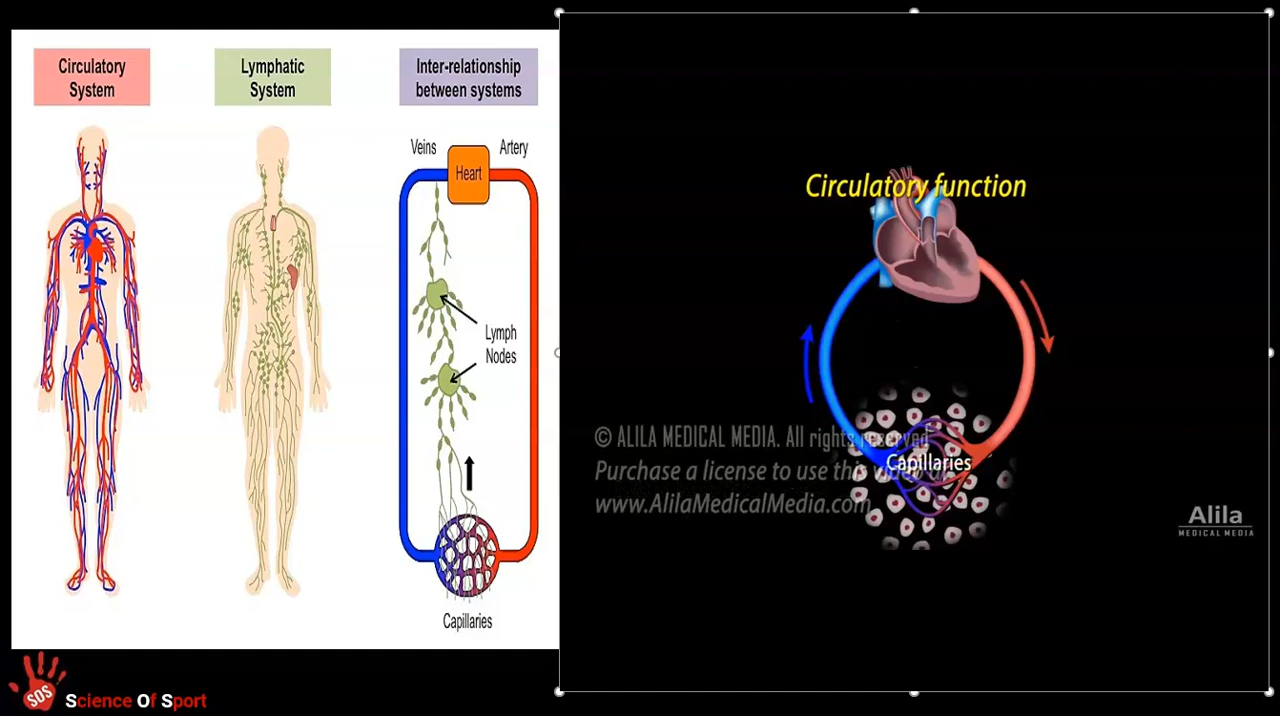 Circulatory
System
Lymphatic
System
Inter-relationship
between systems
Veins
Artery
Heart
Lymph
Nodes
Capillaries
Circulatory function
Capillaries
© ALILA MEDICAL MEDIA. All rights reserved
Purchase a license to use this video at
www.AlilaMedicalMedia.com
Alila
MEDICAL MEDIA
SOS
Science Of Sport